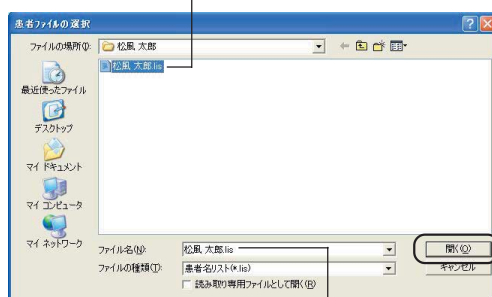 患者ファイルの選択
ファイルの場所(I):
松風 太郎
松風 太郎.lis
最近使ったファイル
デスクトップ
マイ ドキュメント
マイ コンピュータ
マイ ネットワーク
ファイル名(N):
松風 太郎.lis
開く(O)
ファイルの種類(T):
患者名リスト(*.lis)
キャンセル
読み取り専用ファイルとして開く(R)